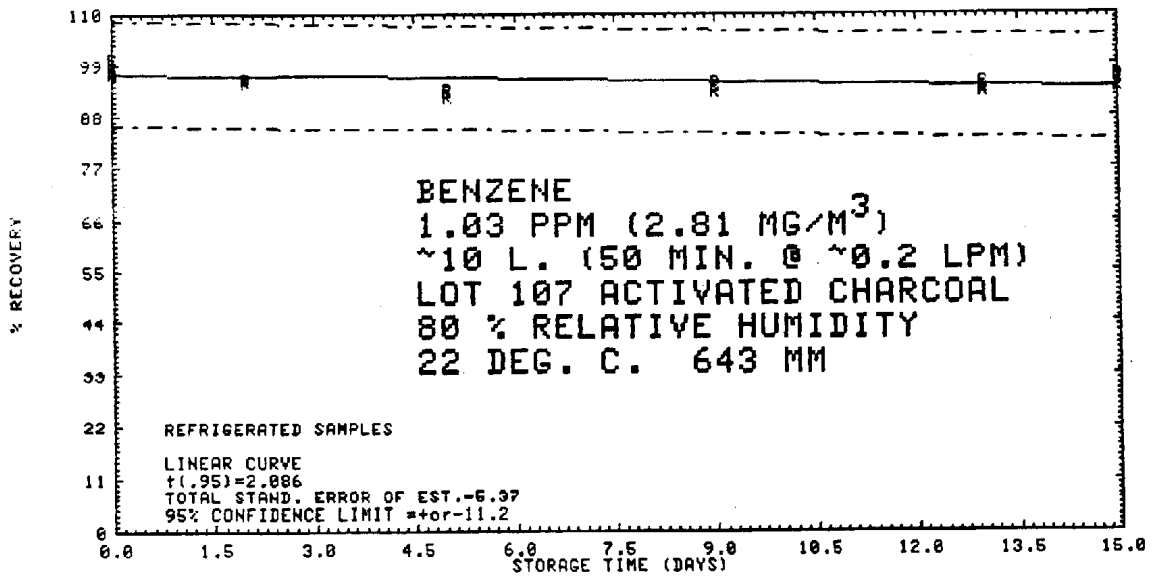 110
99
88
77
66
55
44
33
22
11
0
% RECOVERY
BENZENE
1.03 PPM (2.81 MG/M3)
~10 L. (50 MIN. @ ~0.2 LPM)
LOT 107 ACTIVATED CHARCOAL
80 % RELATIVE HUMIDITY
22 DEG. C. 643 MM
REFRIGERATED SAMPLES
LINEAR CURVE
t(.95)=2.086
TOTAL STAND. ERROR OF EST.=5.37
95% CONFIDENCE LIMIT =+or-11.2
0.0 1.5 3.0 4.5 6.0 7.5 9.0 10.5 12.0 13.5 15.0
STORAGE TIME (DAYS)